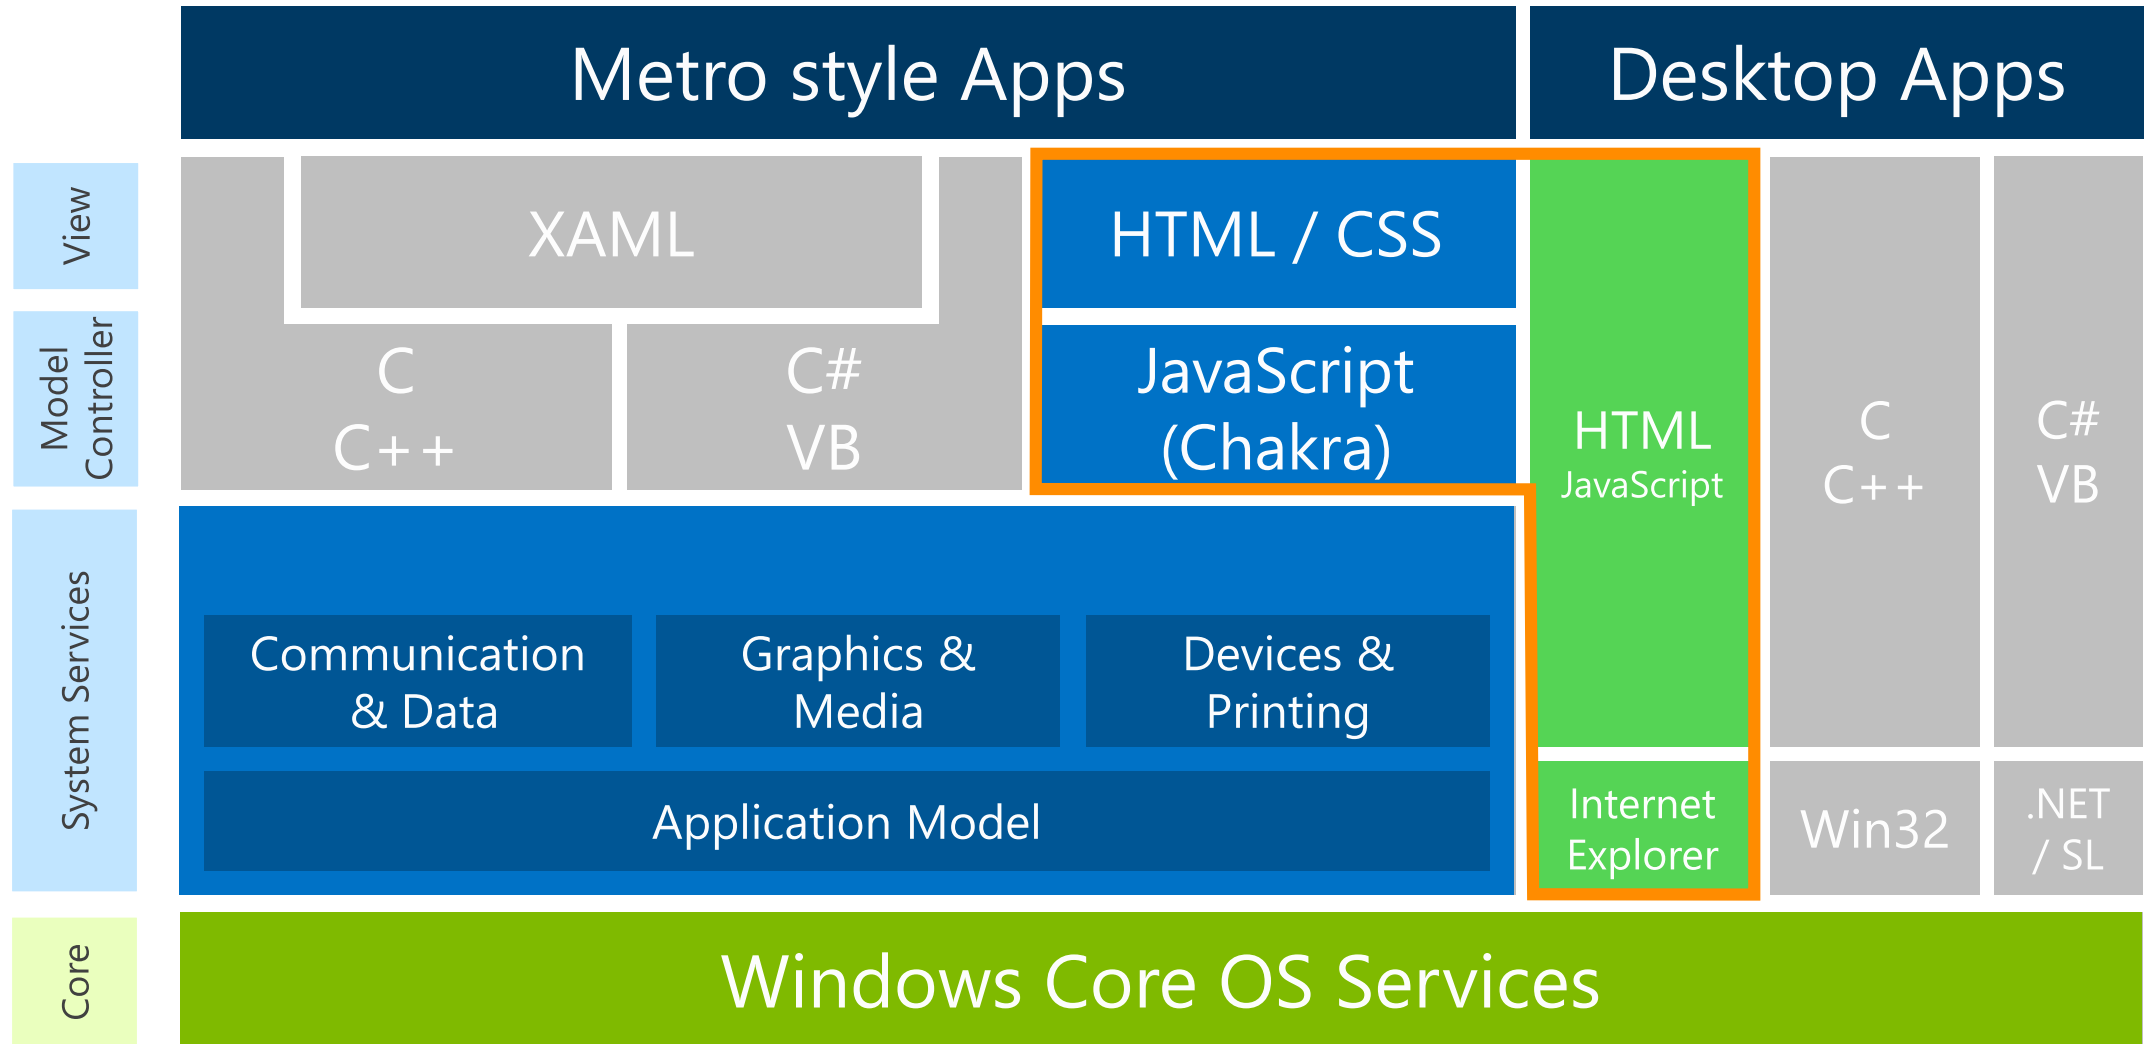 Metro style Apps
Desktop Apps
View
XAML
HTML / CSS
Model
Controller
C
C++
C#
VB
JavaScript
(Chakra)
HTML
JavaScript
C
C++
C#
VB
System Services
Communication
& Data
Graphics &
Media
Devices &
Printing
Application Model
Internet
Explorer
Win32
.NET
/ SL
Core
Windows Core OS Services